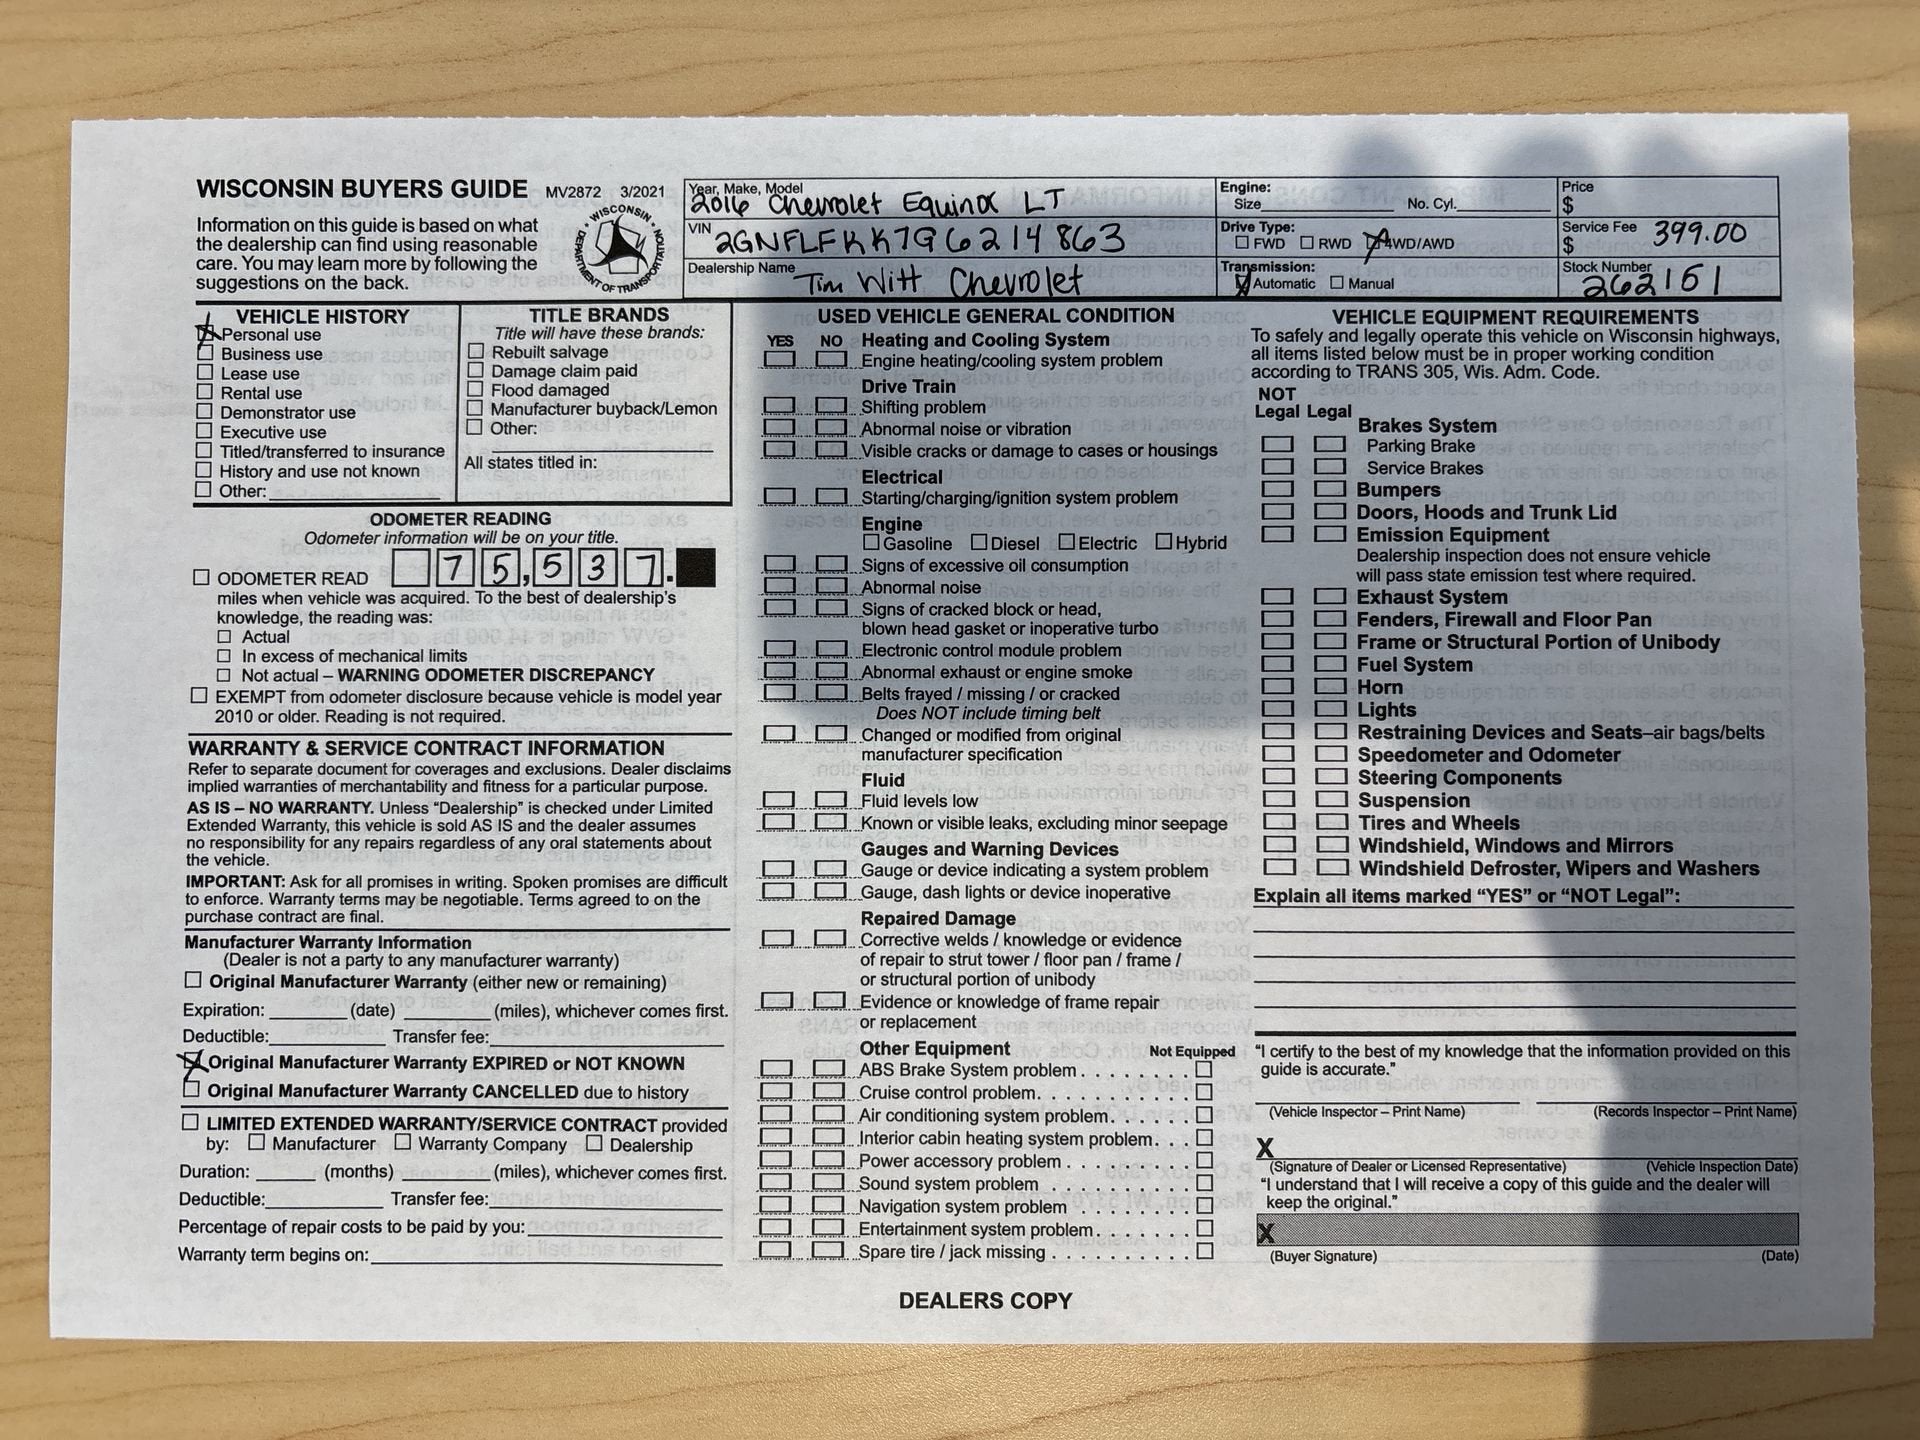 WISCONSIN BUYERS GUIDE MV2872 3/2021
Information on this guide is based on what
the dealership can find using reasonable
care. You may learn more by following the
suggestions on the back.
WISCONSIN
DEPARTMENT OF TRANSPORTATION
Year, Make, Model
2016 Chevrolet Equinox LT
VIN 2GNFLFKK7G6214863
Dealership Name Tim Witt Chevrolet
Engine:
Size No. Cyl.
Drive Type:
FWD RWD 4WD/AWD
Transmission:
Automatic Manual
Price
$
Service Fee
$ 399.00
Stock Number
262151
VEHICLE HISTORY
Personal use
Business use
Lease use
Rental use
Demonstrator use
Executive use
Titled/transferred to insurance
History and use not known
Other:
TITLE BRANDS
Title will have these brands:
Rebuilt salvage
Damage claim paid
Flood damaged
Manufacturer buyback/Lemon
Other:
All states titled in:
ODOMETER READING
Odometer information will be on your title.
ODOMETER READ 75,537.
miles when vehicle was acquired. To the best of dealership's
knowledge, the reading was:
Actual
In excess of mechanical limits
Not actual – WARNING ODOMETER DISCREPANCY
EXEMPT from odometer disclosure because vehicle is model year
2010 or older. Reading is not required.
WARRANTY & SERVICE CONTRACT INFORMATION
Refer to separate document for coverages and exclusions. Dealer disclaims
implied warranties of merchantability and fitness for a particular purpose.
AS IS – NO WARRANTY. Unless “Dealership” is checked under Limited
Extended Warranty, this vehicle is sold AS IS and the dealer assumes
no responsibility for any repairs regardless of any oral statements about
the vehicle.
IMPORTANT: Ask for all promises in writing. Spoken promises are difficult
to enforce. Warranty terms may be negotiable. Terms agreed to on the
purchase contract are final.
Manufacturer Warranty Information
(Dealer is not a party to any manufacturer warranty)
Original Manufacturer Warranty (either new or remaining)
Expiration: (date) (miles), whichever comes first.
Deductible: Transfer fee:
Original Manufacturer Warranty EXPIRED or NOT KNOWN
Original Manufacturer Warranty CANCELLED due to history
LIMITED EXTENDED WARRANTY/SERVICE CONTRACT provided
by: Manufacturer Warranty Company Dealership
Duration: (months) (miles), whichever comes first.
Deductible: Transfer fee:
Percentage of repair costs to be paid by you:
Warranty term begins on:
USED VEHICLE GENERAL CONDITION
YES NO Heating and Cooling System
Engine heating/cooling system problem
Drive Train
Shifting problem
Abnormal noise or vibration
Visible cracks or damage to cases or housings
Electrical
Starting/charging/ignition system problem
Engine
Gasoline Diesel Electric Hybrid
Signs of excessive oil consumption
Abnormal noise
Signs of cracked block or head,
blown head gasket or inoperative turbo
Electronic control module problem
Abnormal exhaust or engine smoke
Belts frayed / missing / or cracked
Does NOT include timing belt
Changed or modified from original
manufacturer specification
Fluid
Fluid levels low
Known or visible leaks, excluding minor seepage
Gauges and Warning Devices
Gauge or device indicating a system problem
Gauge, dash lights or device inoperative
Repaired Damage
Corrective welds / knowledge or evidence
of repair to strut tower / floor pan / frame /
or structural portion of unibody
Evidence or knowledge of frame repair
or replacement
Other Equipment Not Equipped
ABS Brake System problem
Cruise control problem
Air conditioning system problem
Interior cabin heating system problem
Power accessory problem
Sound system problem
Navigation system problem
Entertainment system problem
Spare tire / jack missing
VEHICLE EQUIPMENT REQUIREMENTS
To safely and legally operate this vehicle on Wisconsin highways,
all items listed below must be in proper working condition
according to TRANS 305, Wis. Adm. Code.
NOT
Legal Legal
Brakes System
Parking Brake
Service Brakes
Bumpers
Doors, Hoods and Trunk Lid
Emission Equipment
Dealership inspection does not ensure vehicle
will pass state emission test where required.
Exhaust System
Fenders, Firewall and Floor Pan
Frame or Structural Portion of Unibody
Fuel System
Horn
Lights
Restraining Devices and Seats–air bags/belts
Speedometer and Odometer
Steering Components
Suspension
Tires and Wheels
Windshield, Windows and Mirrors
Windshield Defroster, Wipers and Washers
Explain all items marked “YES” or “NOT Legal”:
“I certify to the best of my knowledge that the information provided on this
guide is accurate.”
(Vehicle Inspector – Print Name) (Records Inspector – Print Name)
X
(Signature of Dealer or Licensed Representative) (Vehicle Inspection Date)
“I understand that I will receive a copy of this guide and the dealer will
keep the original.”
X
(Buyer Signature) (Date)
DEALERS COPY